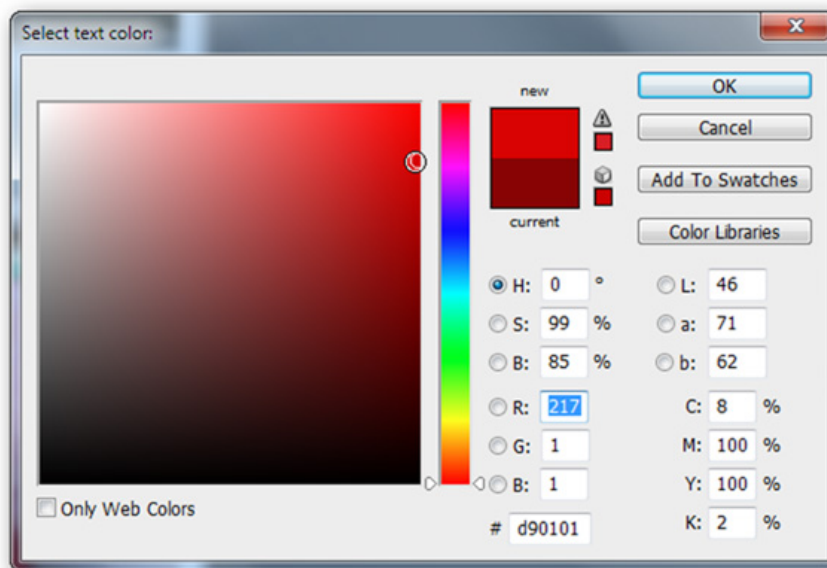 Select text color:
new
current
OK
Cancel
Add To Swatches
Color Libraries
H: 0 °
S: 99 %
B: 85 %
R: 217
G: 1
B: 1
# d90101
L: 46
a: 71
b: 62
C: 8 %
M: 100 %
Y: 100 %
K: 2 %
Only Web Colors